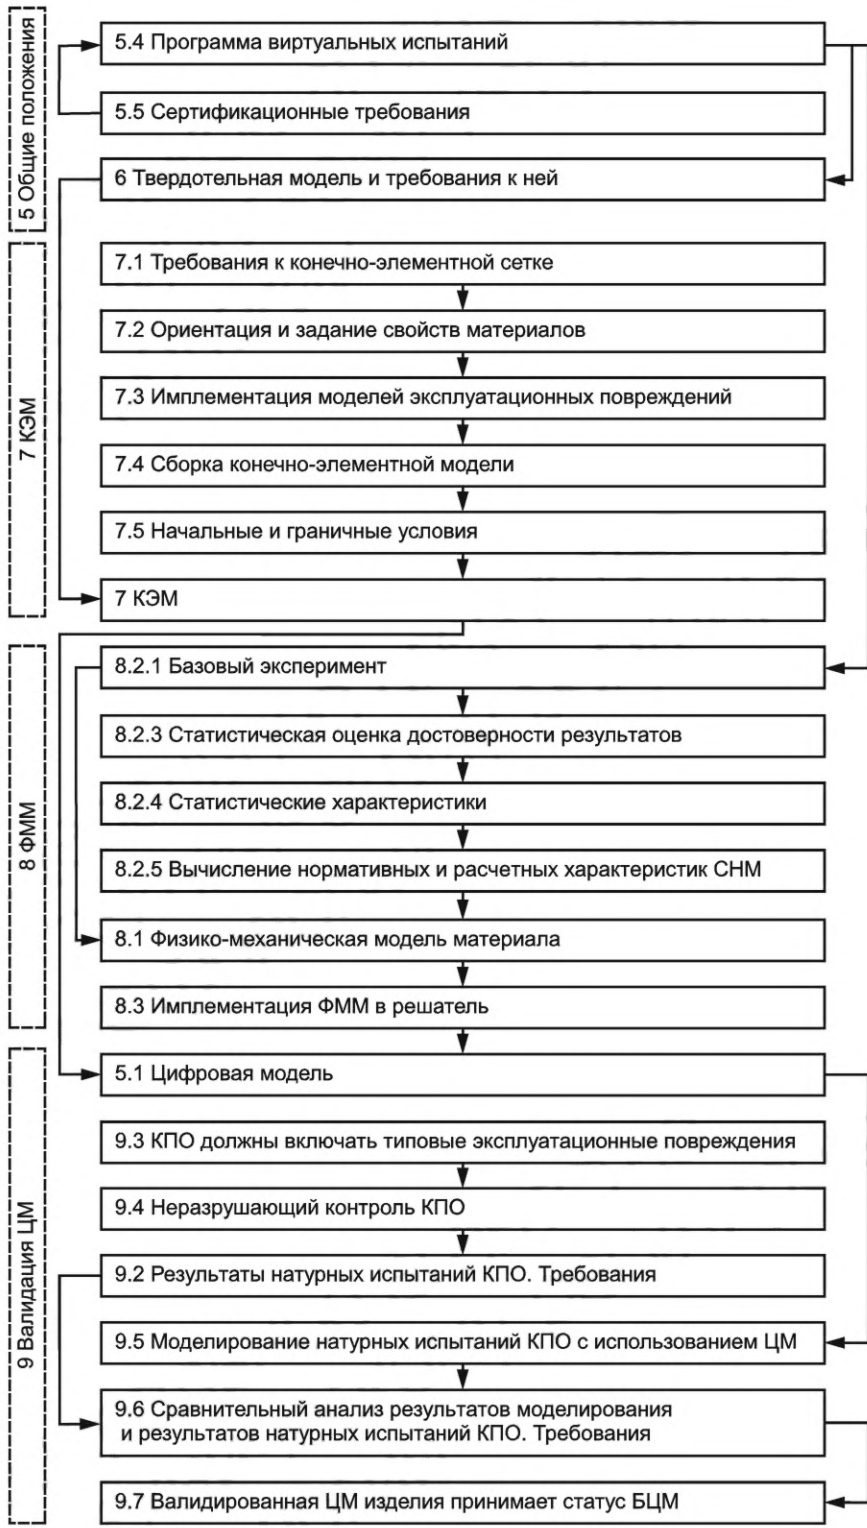 5 Общие положения
5.4 Программа виртуальных испытаний
5.5 Сертификационные требования
6 Твердотельная модель и требования к ней
7 КЭМ
7.1 Требования к конечно-элементной сетке
7.2 Ориентация и задание свойств материалов
7.3 Имплементация моделей эксплуатационных повреждений
7.4 Сборка конечно-элементной модели
7.5 Начальные и граничные условия
7 КЭМ
8 ФММ
8.2.1 Базовый эксперимент
8.2.3 Статистическая оценка достоверности результатов
8.2.4 Статистические характеристики
8.2.5 Вычисление нормативных и расчетных характеристик СНМ
8.1 Физико-механическая модель материала
8.3 Имплементация ФММ в решатель
9 Валидация ЦМ
5.1 Цифровая модель
9.3 КПО должны включать типовые эксплуатационные повреждения
9.4 Неразрушающий контроль КПО
9.2 Результаты натурных испытаний КПО. Требования
9.5 Моделирование натурных испытаний КПО с использованием ЦМ
9.6 Сравнительный анализ результатов моделирования
и результатов натурных испытаний КПО. Требования
9.7 Валидированная ЦМ изделия принимает статус БЦМ